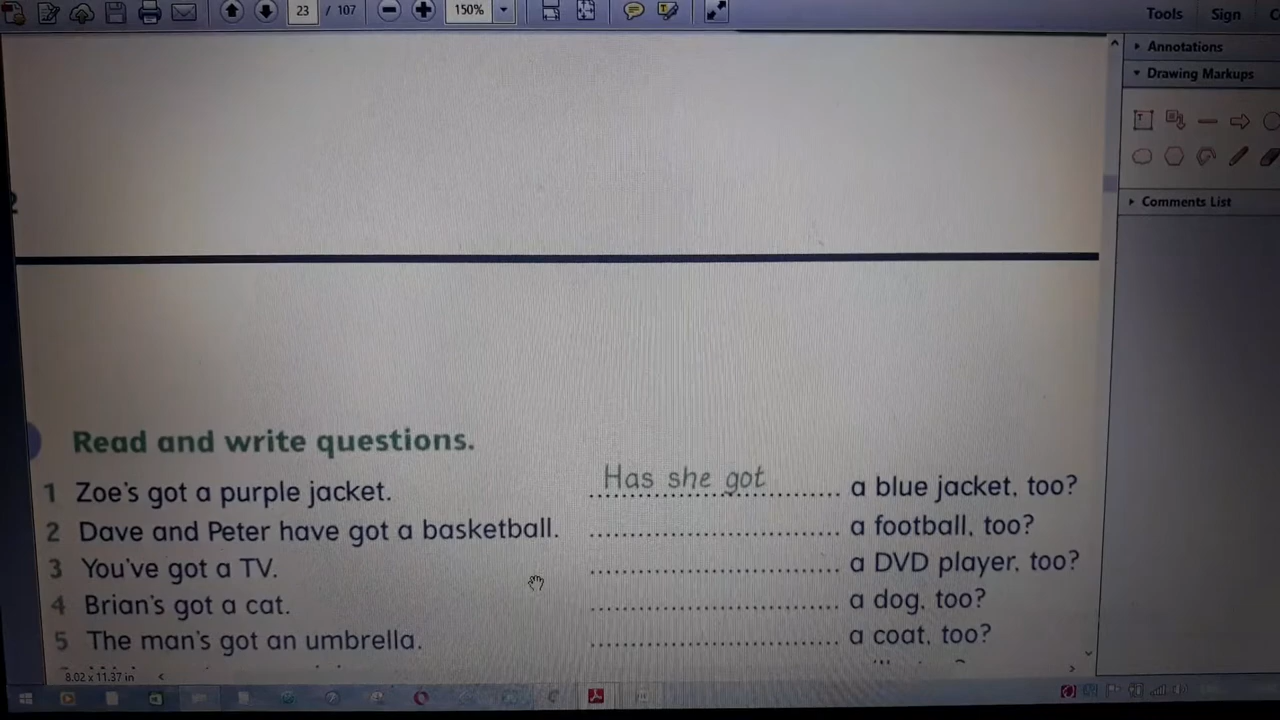 23 / 107
150%
Tools
Sign
Annotations
Drawing Markups
Comments List
Read and write questions.
1 Zoe's got a purple jacket. Has she got a blue jacket, too?
2 Dave and Peter have got a basketball. a football, too?
3 You've got a TV. a DVD player, too?
4 Brian's got a cat. a dog, too?
5 The man's got an umbrella. a coat, too?
8.02 x 11.37 in